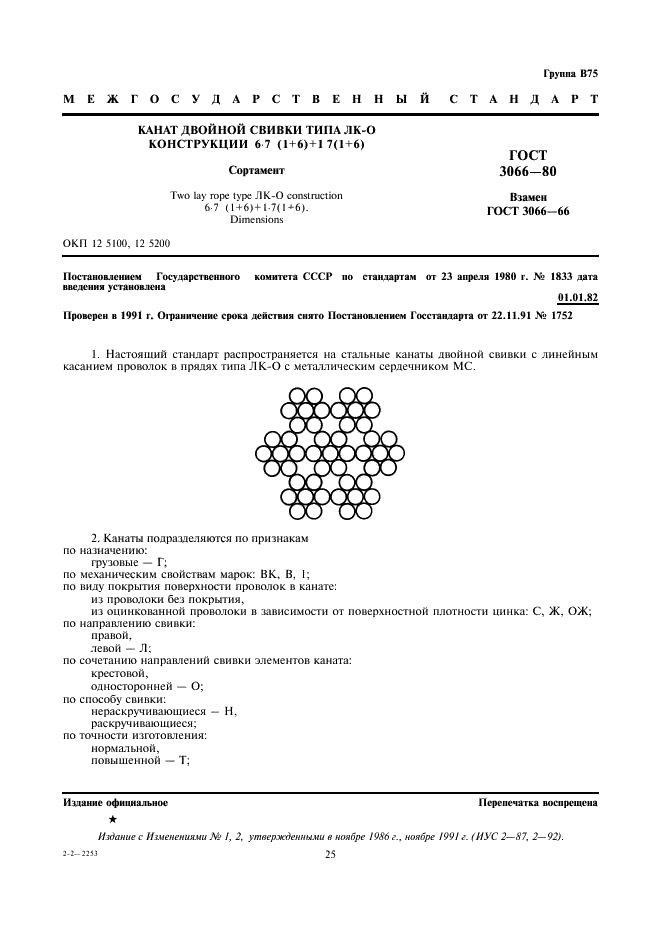 Группа В75
МЕЖГОСУДАРСТВЕННЫЙ СТАНДАРТ
КАНАТ ДВОЙНОЙ СВИВКИ ТИПА ЛК-О
КОНСТРУКЦИИ 6·7 (1+6)+1 7(1+6)
Сортамент
Two lay rope type ЛК-О construction
6·7 (1+6)+1·7(1+6).
Dimensions
ГОСТ
3066—80
Взамен
ГОСТ 3066—66
ОКП 12 5100, 12 5200
Постановлением Государственного комитета СССР по стандартам от 23 апреля 1980 г. № 1833 дата
введения установлена
01.01.82
Проверен в 1991 г. Ограничение срока действия снято Постановлением Госстандарта от 22.11.91 № 1752
1. Настоящий стандарт распространяется на стальные канаты двойной свивки с линейным
касанием проволок в прядях типа ЛК-О с металлическим сердечником МС.
2. Канаты подразделяются по признакам
по назначению:
грузовые — Г;
по механическим свойствам марок: ВК, В, 1;
по виду покрытия поверхности проволок в канате:
из проволоки без покрытия,
из оцинкованной проволоки в зависимости от поверхностной плотности цинка: С, Ж, ОЖ;
по направлению свивки:
правой,
левой — Л;
по сочетанию направлений свивки элементов каната:
крестовой,
односторонней — О;
по способу свивки:
нераскручивающиеся — Н,
раскручивающиеся;
по точности изготовления:
нормальной,
повышенной — Т;
Издание официальное
Перепечатка воспрещена
★
Издание с Изменениями № 1, 2, утвержденными в ноябре 1986 г., ноябре 1991 г. (ИУС 2—87, 2—92).
2-2—2253
25